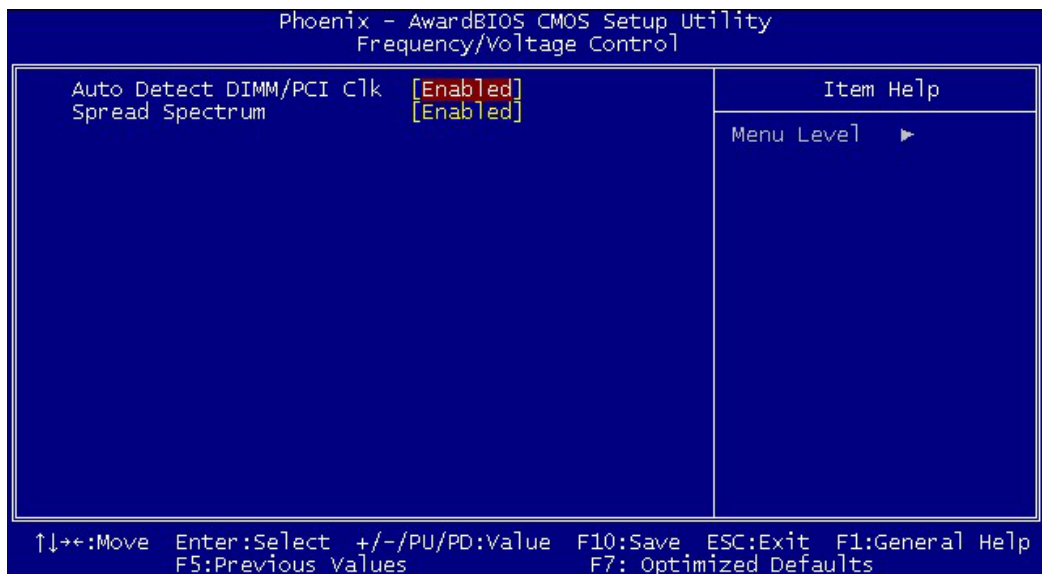 Phoenix - AwardBIOS CMOS Setup Utility
Frequency/Voltage Control
Auto Detect DIMM/PCI Clk [Enabled]
Spread Spectrum [Enabled]
Item Help
Menu Level ►
↑↓→←:Move Enter:Select +/-/PU/PD:Value F10:Save ESC:Exit F1:General Help
F5:Previous Values F7: Optimized Defaults